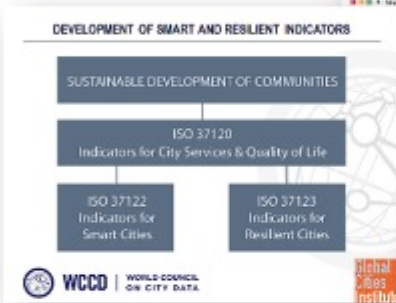 DEVELOPMENT OF SMART AND RESILIENT INDICATORS
SUSTAINABLE DEVELOPMENT OF COMMUNITIES
ISO 37120
Indicators for City Services & Quality of Life
ISO 37122
Indicators for
Smart Cities
ISO 37123
Indicators for
Resilient Cities
WCCD | WORLD COUNCIL
ON CITY DATA
Global
Cities
Institute